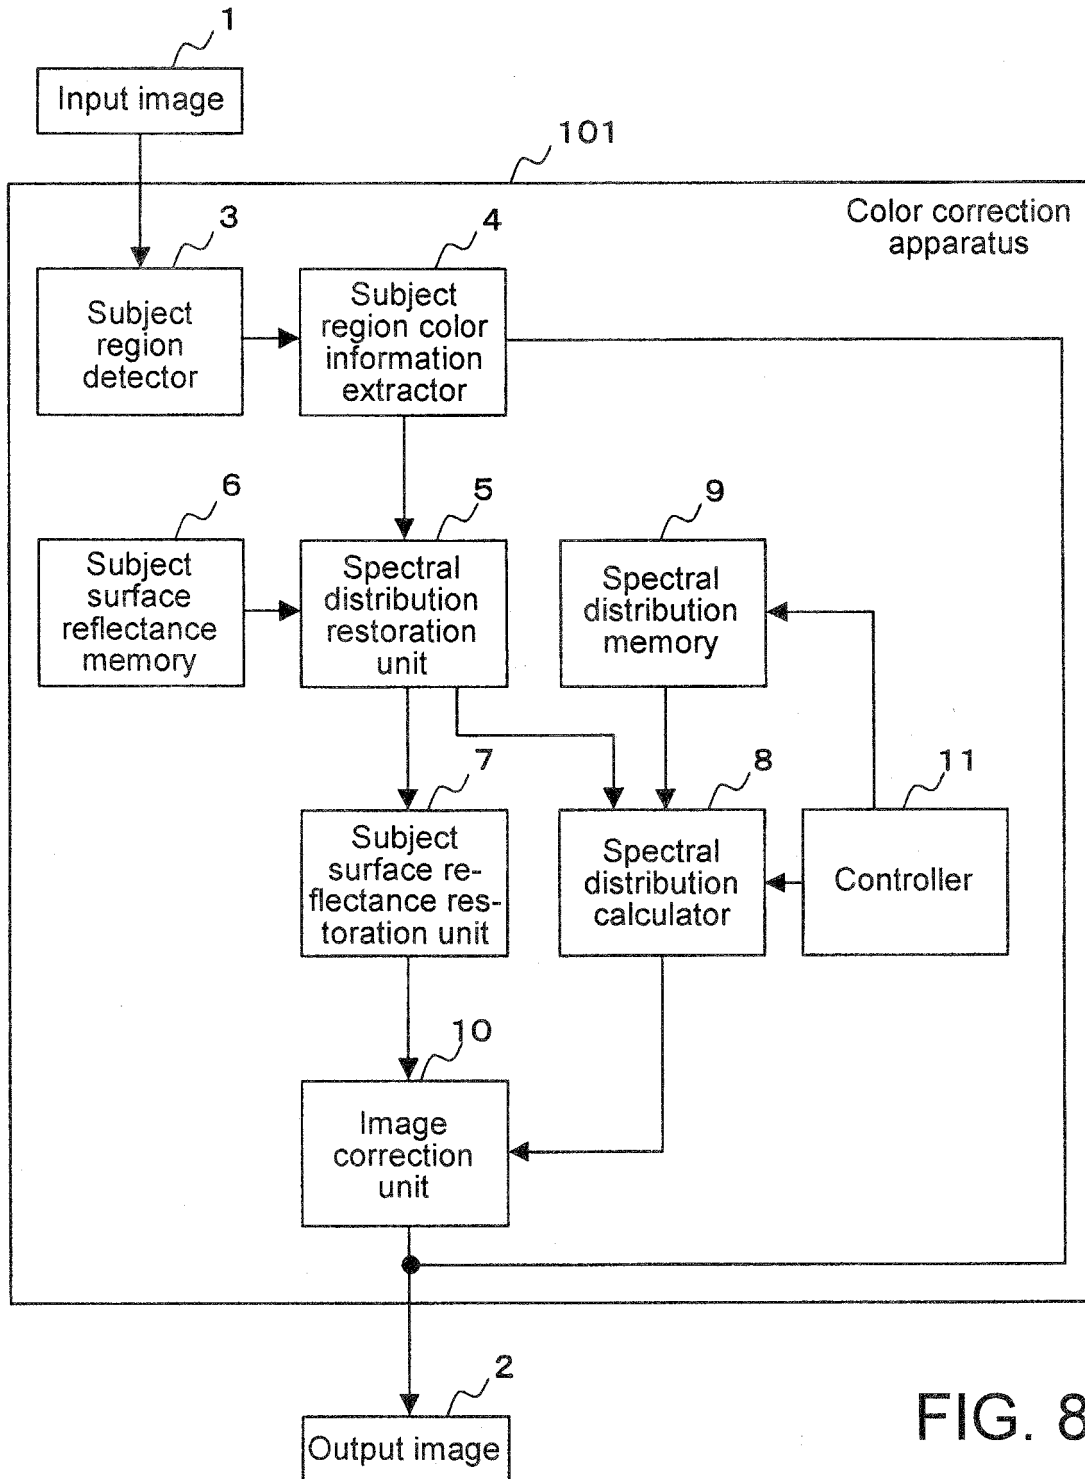 1
Input image
101
Color correction
apparatus
3
Subject
region
detector
4
Subject
region color
information
extractor
6
Subject
surface
reflectance
memory
5
Spectral
distribution
restoration
unit
9
Spectral
distribution
memory
7
Subject
surface re-
flectance res-
toration unit
8
Spectral
distribution
calculator
11
Controller
10
Image
correction
unit
2
Output image
FIG. 8